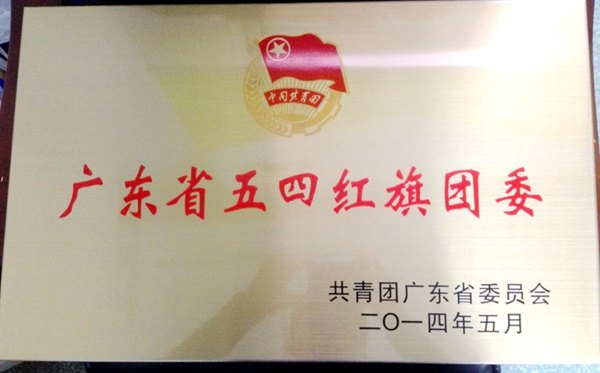 中国共青团
广东省五四红旗团委
共青团广东省委员会
二〇一四年五月